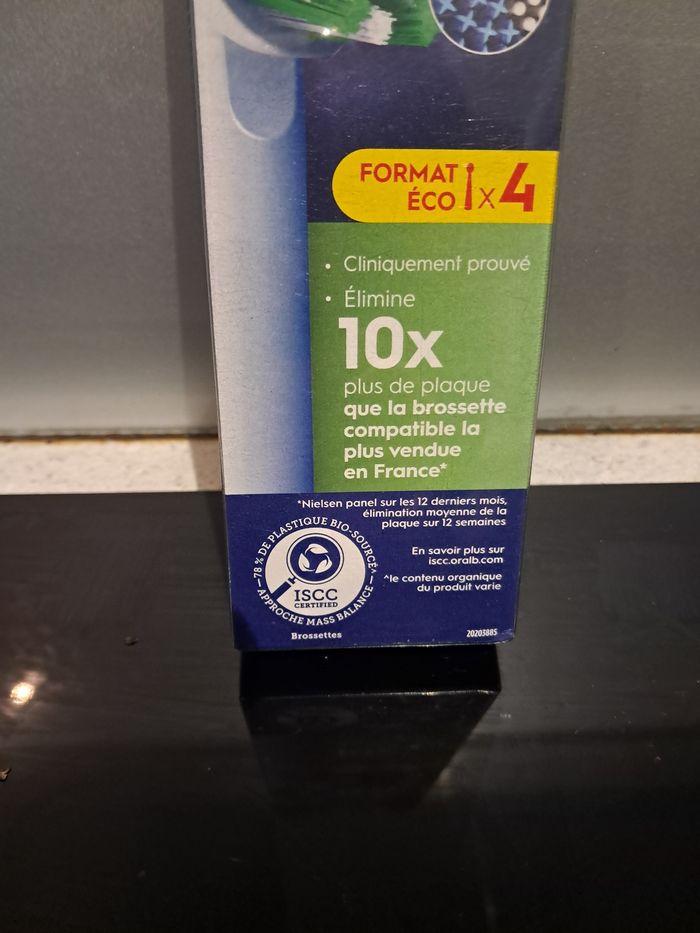 FORMAT
ÉCO x4
• Cliniquement prouvé
• Élimine
10x
plus de plaque
que la brossette
compatible la
plus vendue
en France*
*Nielsen panel sur les 12 derniers mois,
élimination moyenne de la
plaque sur 12 semaines
78 % DE PLASTIQUE BIO-SOURCÉ^
ISCC
CERTIFIED
APPROCHE MASS BALANCE
Brossettes
En savoir plus sur
iscc.oralb.com
^le contenu organique
du produit varie
20203885